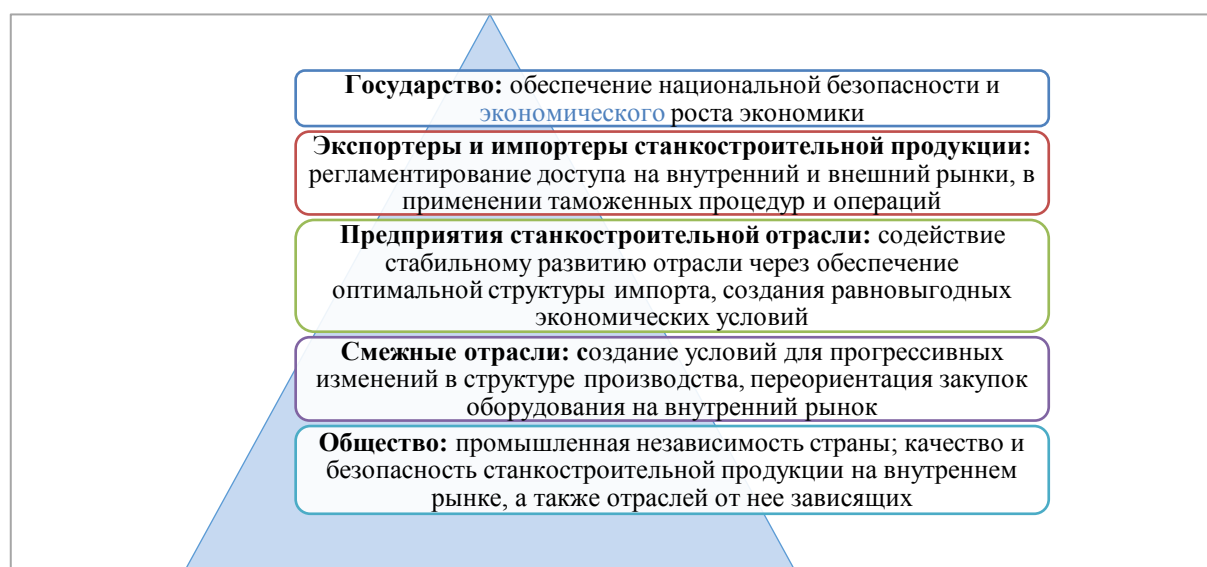 Государство: обеспечение национальной безопасности и
экономического роста экономики
Экспортеры и импортеры станкостроительной продукции:
регламентирование доступа на внутренний и внешний рынки, в
применении таможенных процедур и операций
Предприятия станкостроительной отрасли: содействие
стабильному развитию отрасли через обеспечение
оптимальной структуры импорта, создания равновыгодных
экономических условий
Смежные отрасли: создание условий для прогрессивных
изменений в структуре производства, переориентация закупок
оборудования на внутренний рынок
Общество: промышленная независимость страны; качество и
безопасность станкостроительной продукции на внутреннем
рынке, а также отраслей от нее зависящих